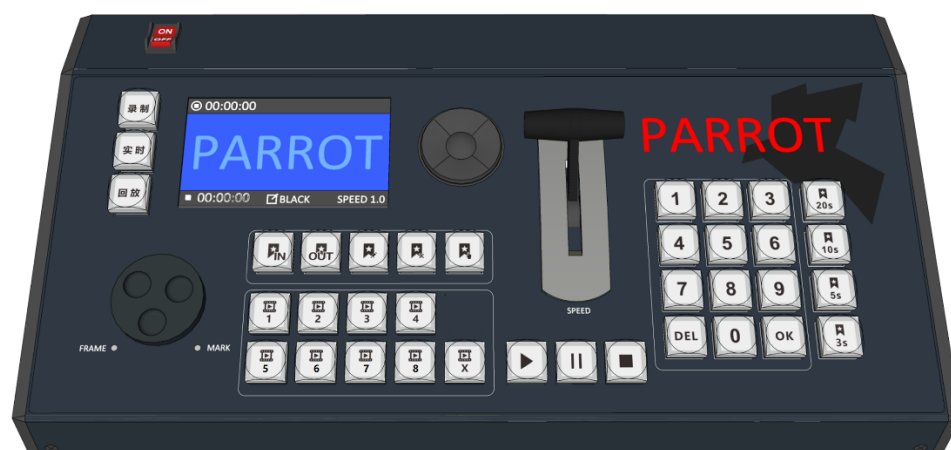 ON
OFF
录制
实时
回放
00:00:00
PARROT
00:00:00 BLACK SPEED 1.0
PARROT
IN
OUT
1 2 3 4
5 6 7 8 X
FRAME MARK
SPEED
1 2 3 20s
4 5 6 10s
7 8 9 5s
DEL 0 OK 3s